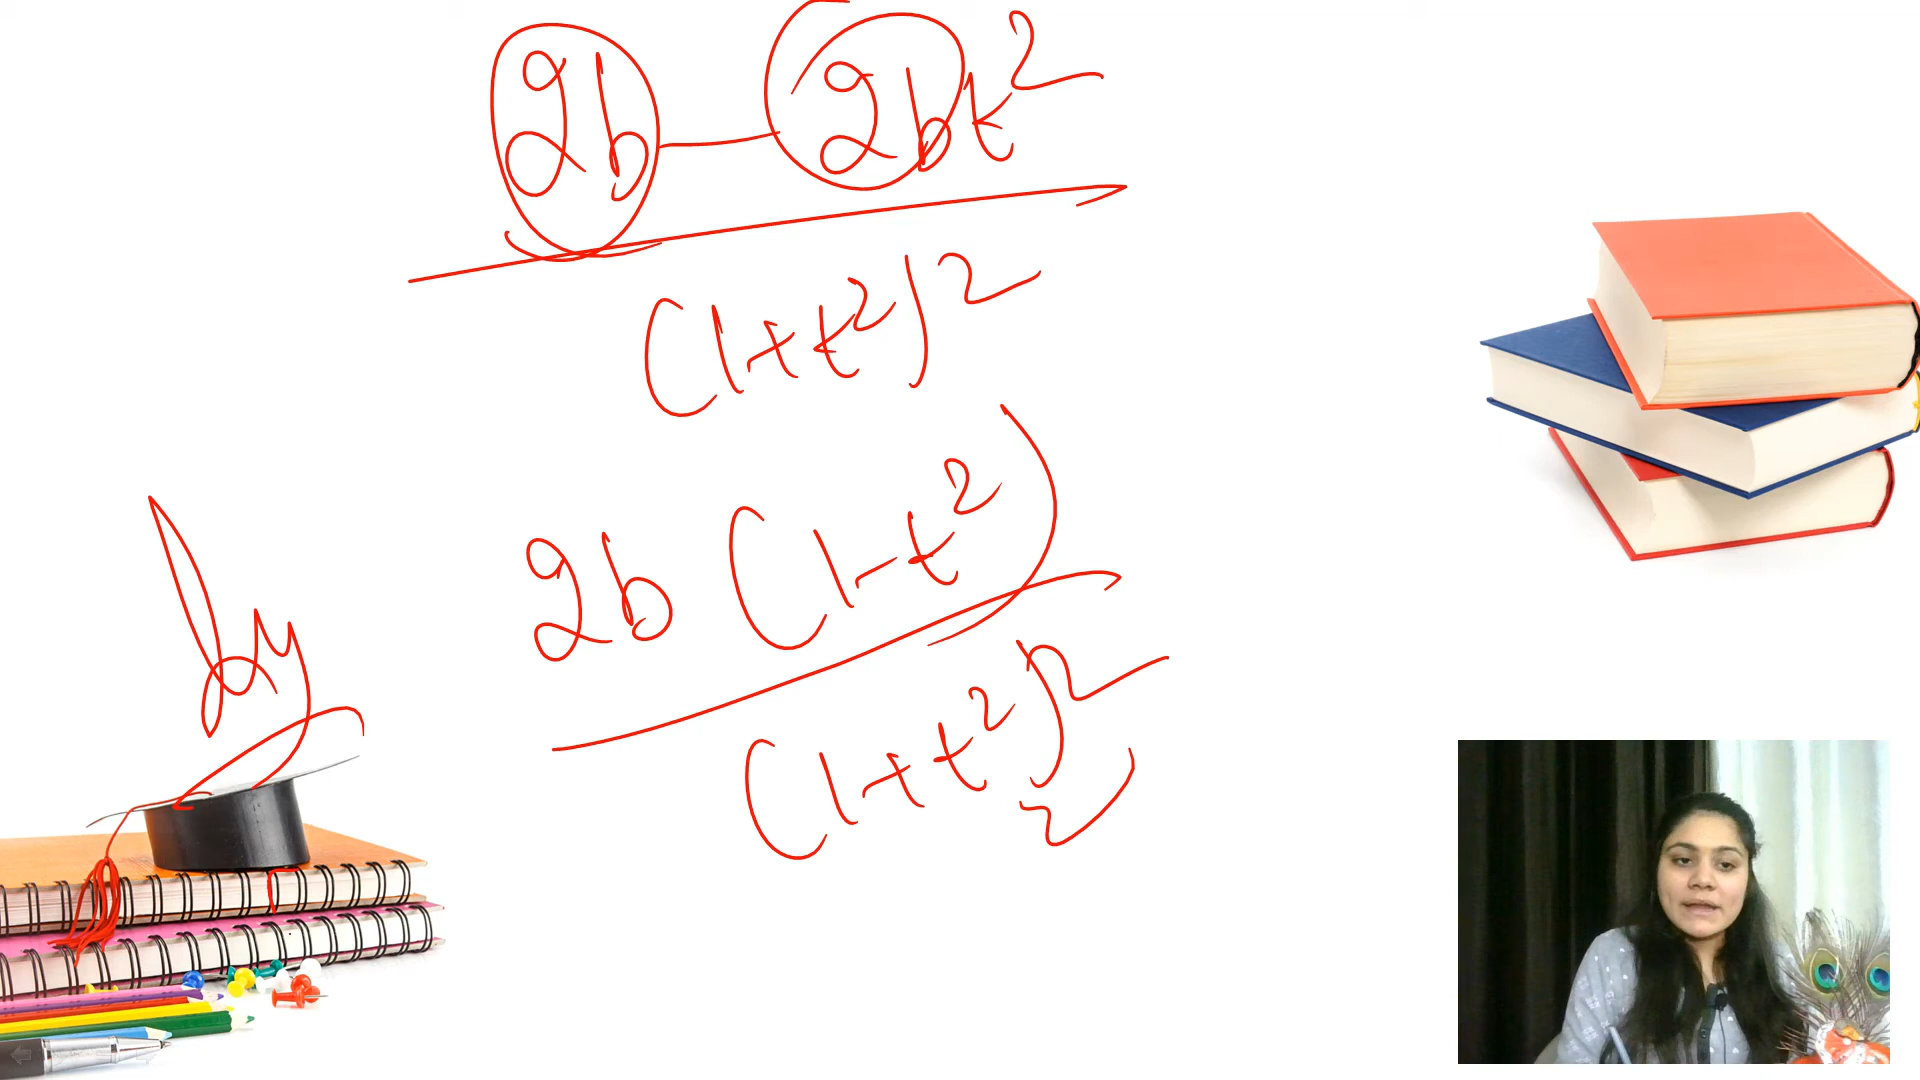 2b - 2bt²
(1+t²)²
2b (1-t²)
(1+t²)²
dy